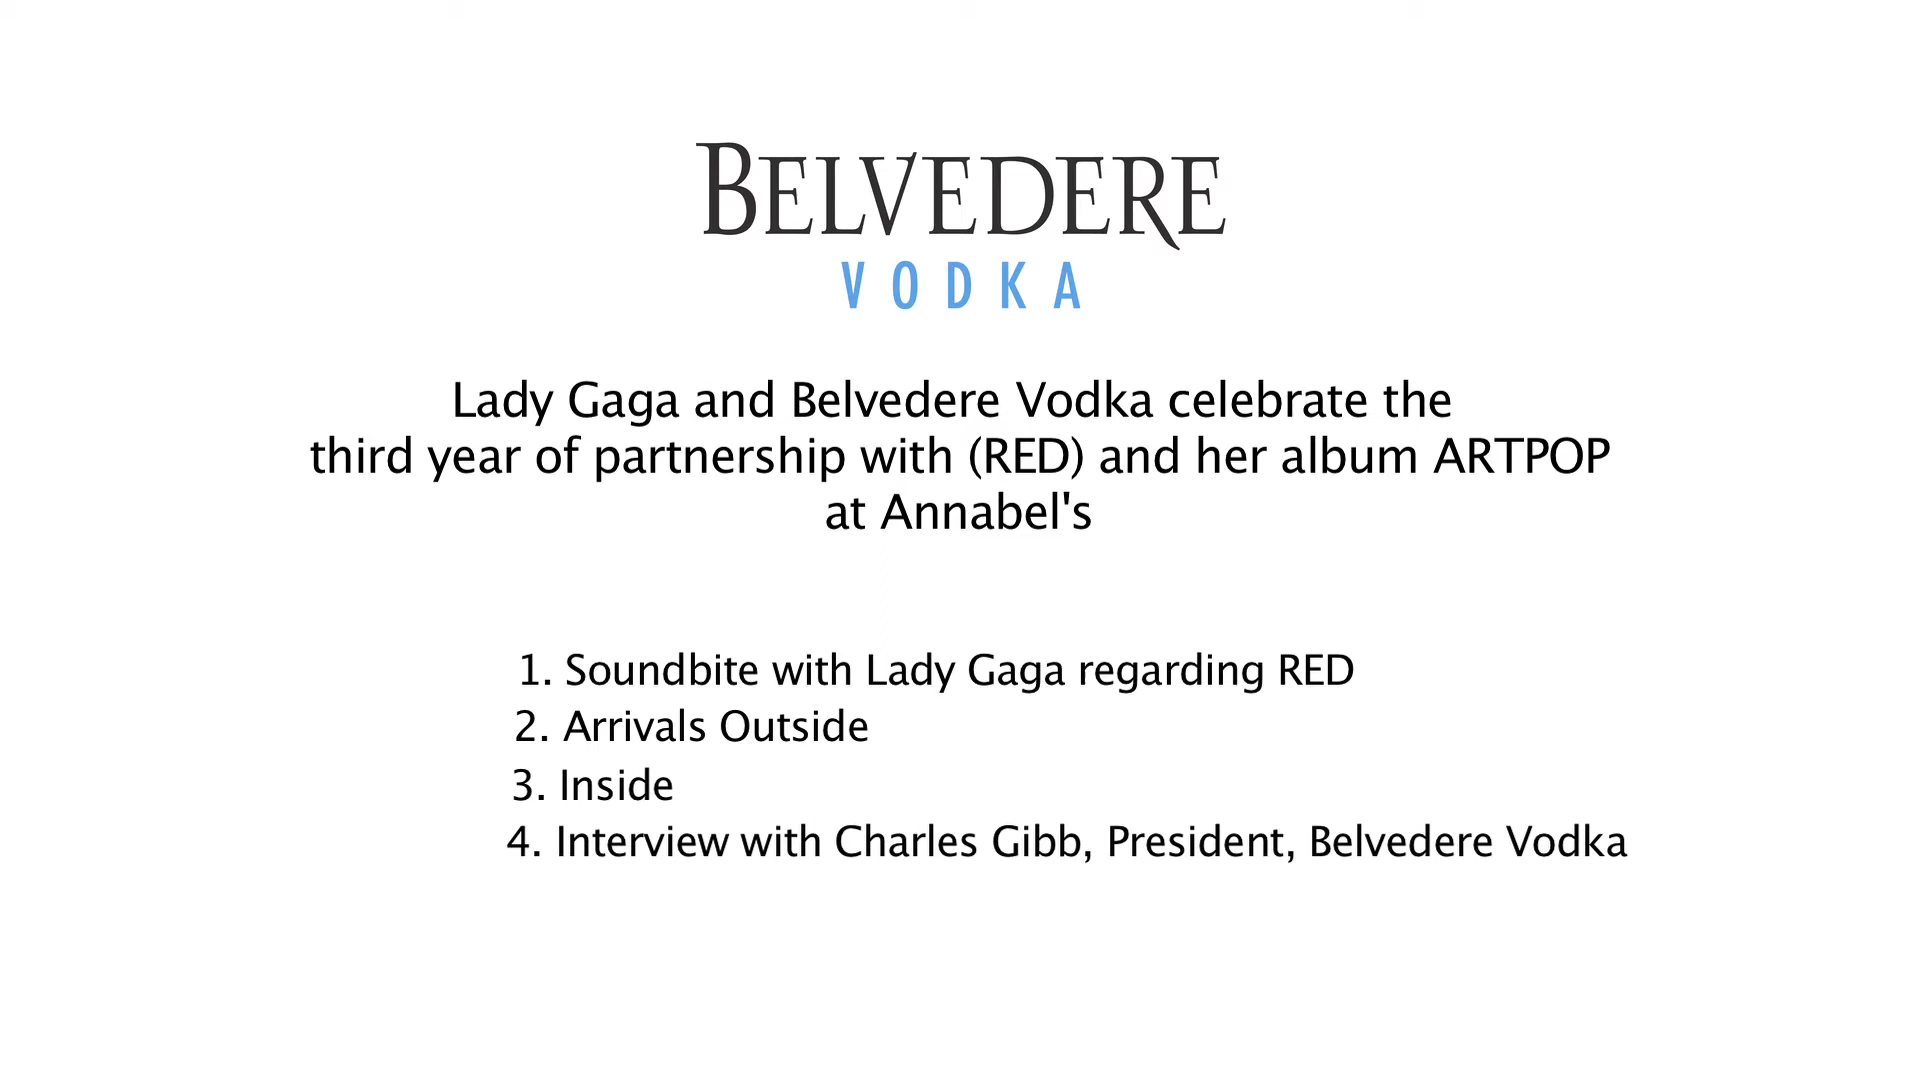 BELVEDERE
VODKA
Lady Gaga and Belvedere Vodka celebrate the
third year of partnership with (RED) and her album ARTPOP
at Annabel's
1. Soundbite with Lady Gaga regarding RED
2. Arrivals Outside
3. Inside
4. Interview with Charles Gibb, President, Belvedere Vodka